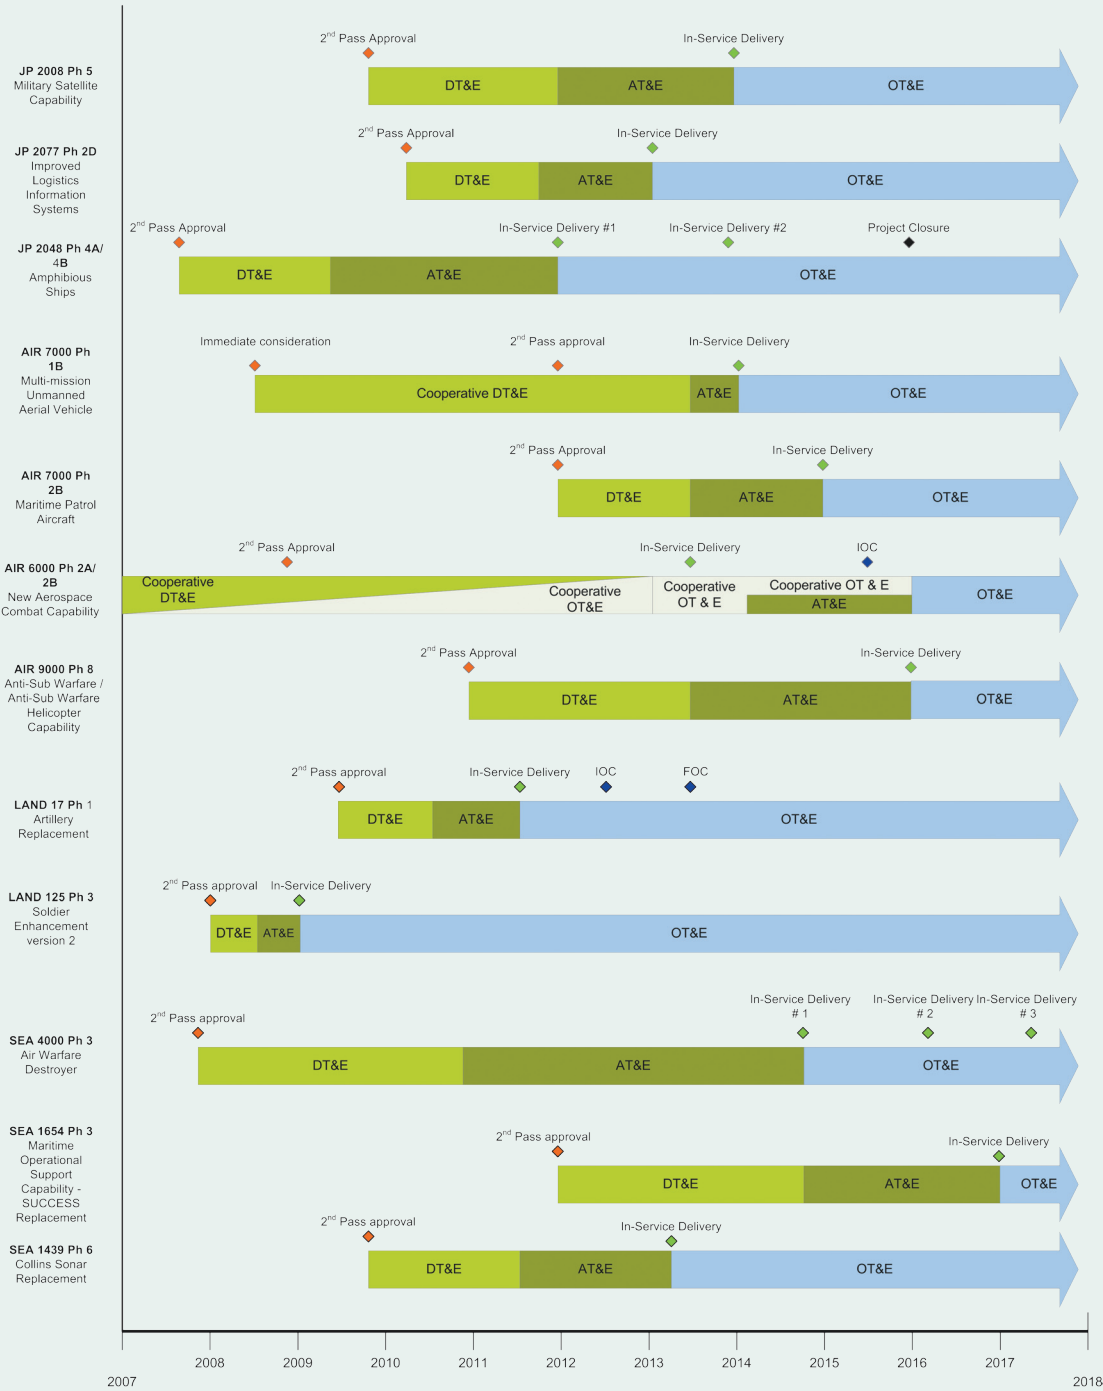 2nd Pass Approval
In-Service Delivery
JP 2008 Ph 5
Military Satellite
Capability
DT&E
AT&E
OT&E
2nd Pass Approval
In-Service Delivery
JP 2077 Ph 2D
Improved
Logistics
Information
Systems
DT&E
AT&E
OT&E
2nd Pass Approval
In-Service Delivery #1
In-Service Delivery #2
Project Closure
JP 2048 Ph 4A/
4B
Amphibious
Ships
DT&E
AT&E
OT&E
Immediate consideration
2nd Pass approval
In-Service Delivery
AIR 7000 Ph
1B
Multi-mission
Unmanned
Aerial Vehicle
Cooperative DT&E
AT&E
OT&E
2nd Pass Approval
In-Service Delivery
AIR 7000 Ph
2B
Maritime Patrol
Aircraft
DT&E
AT&E
OT&E
2nd Pass Approval
In-Service Delivery
IOC
AIR 6000 Ph 2A/
2B
New Aerospace
Combat Capability
Cooperative
DT&E
Cooperative
OT&E
Cooperative
OT & E
Cooperative OT & E
AT&E
OT&E
2nd Pass Approval
In-Service Delivery
AIR 9000 Ph 8
Anti-Sub Warfare /
Anti-Sub Warfare
Helicopter
Capability
DT&E
AT&E
OT&E
2nd Pass approval
In-Service Delivery
IOC
FOC
LAND 17 Ph 1
Artillery
Replacement
DT&E
AT&E
OT&E
2nd Pass approval
In-Service Delivery
LAND 125 Ph 3
Soldier
Enhancement
version 2
DT&E
AT&E
OT&E
2nd Pass approval
In-Service Delivery
# 1
In-Service Delivery
# 2
In-Service Delivery
# 3
SEA 4000 Ph 3
Air Warfare
Destroyer
DT&E
AT&E
OT&E
2nd Pass approval
In-Service Delivery
SEA 1654 Ph 3
Maritime
Operational
Support
Capability -
SUCCESS
Replacement
DT&E
AT&E
OT&E
2nd Pass approval
In-Service Delivery
SEA 1439 Ph 6
Collins Sonar
Replacement
DT&E
AT&E
OT&E
2008
2009
2010
2011
2012
2013
2014
2015
2016
2017
2007
2018